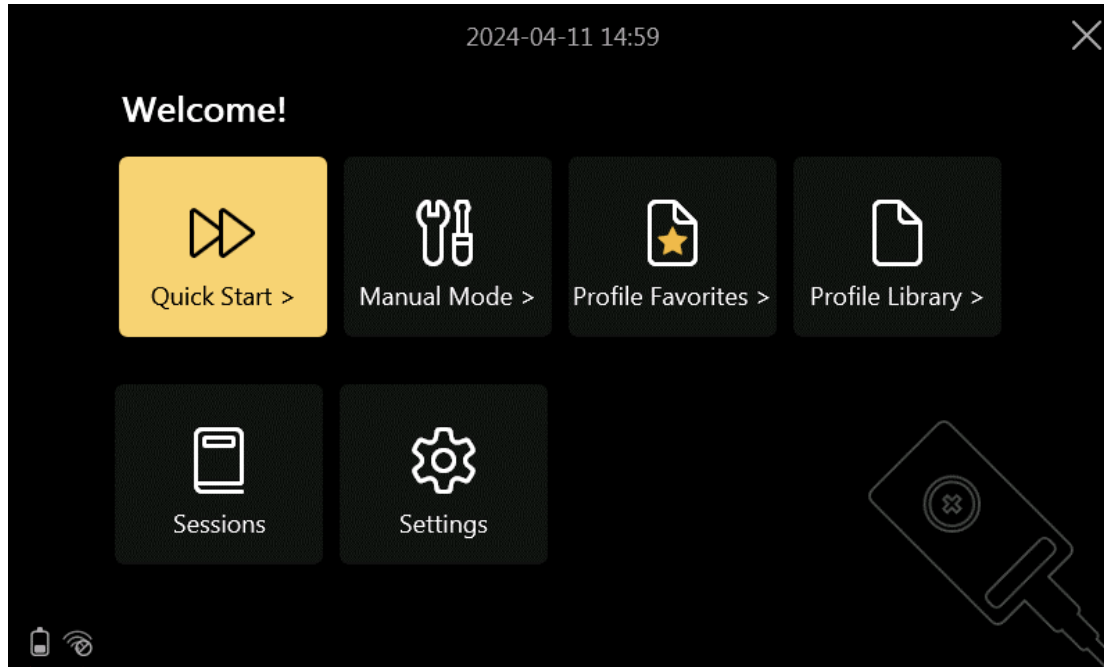 2024-04-11 14:59
Welcome!
Quick Start >
Manual Mode >
Profile Favorites >
Profile Library >
Sessions
Settings